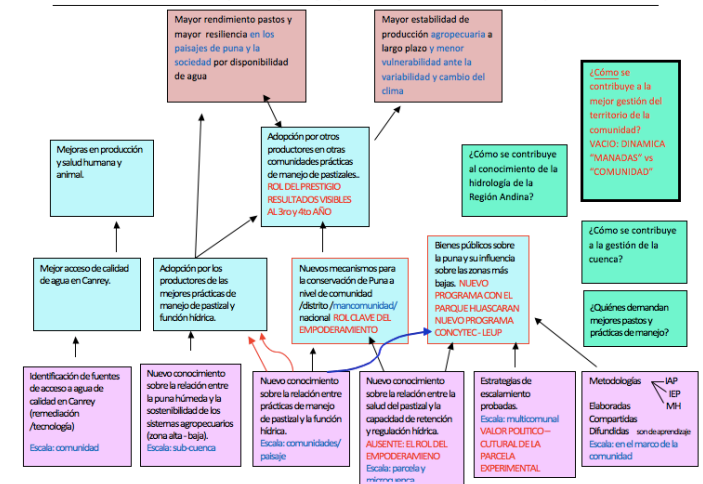 Mayor rendimiento pastos y
mayor resiliencia en los
paisajes de puna y la
sociedad por disponibilidad
de agua
Mayor estabilidad de
producción agropecuaria a
largo plazo y menor
vulnerabilidad ante la
variabilidad y cambio del
clima
¿Cómo se
contribuye a la
mejor gestión del
territorio de la
comunidad?
VACIO: DINAMICA
"MANADAS" vs
"COMUNIDAD"
Mejoras en producción
y salud humana y
animal.
Adopción por otros
productores en otras
comunidades prácticas
de manejo de pastizales..
ROL DEL PRESTIGIO
RESULTADOS VISIBLES
AL 3ro y 4to AÑO
¿Cómo se contribuye
al conocimiento de la
hidrología de la
Región Andina?
¿Cómo se contribuye
a la gestión de la
cuenca?
Mejor acceso de calidad
de agua en Canrey.
Adopción por los
productores de las
mejores prácticas de
manejo de pastizal y
función hídrica.
Nuevos mecanismos para
la conservación de Puna a
nivel de comunidad
/distrito /mancomunidad/
nacional ROL CLAVE DEL
EMPODERAMIENTO
Bienes públicos sobre
la puna y su influencia
sobre las zonas más
bajas. NUEVO
PROGRAMA CON EL
PARQUE HUASCARAN
NUEVO PROGRAMA
CONCYTEC - LEUP
¿Quiénes demandan
mejores pastos y
prácticas de manejo?
Identificación de fuentes
de acceso a agua de
calidad en Canrey
(remediación
/tecnología)
Escala: comunidad
Nuevo conocimiento
sobre la relación entre
la puna húmeda y la
sostenibilidad de los
sistemas agropecuarios
(zona alta - baja).
Escala: sub-cuenca
Nuevo conocimiento
sobre la relación entre
prácticas de manejo
de pastizal y la función
hídrica.
Escala: comunidades/
paisaje
Nuevo conocimiento
sobre la relación entre la
salud del pastizal y la
capacidad de retención
y regulación hídrica.
AUSENTE: EL ROL DEL
EMPODERAMIENO
Escala: parcela y
microcuenca
Estrategias de
escalamiento
probadas.
Escala: multicomunal
VALOR POLITICO –
CUTURAL DE LA
PARCELA
EXPERIMENTAL
Metodologías IAP
IEP
MH
Elaboradas
Compartidas
Difundidas son de aprendizaje
Escala: en el marco de la
comunidad